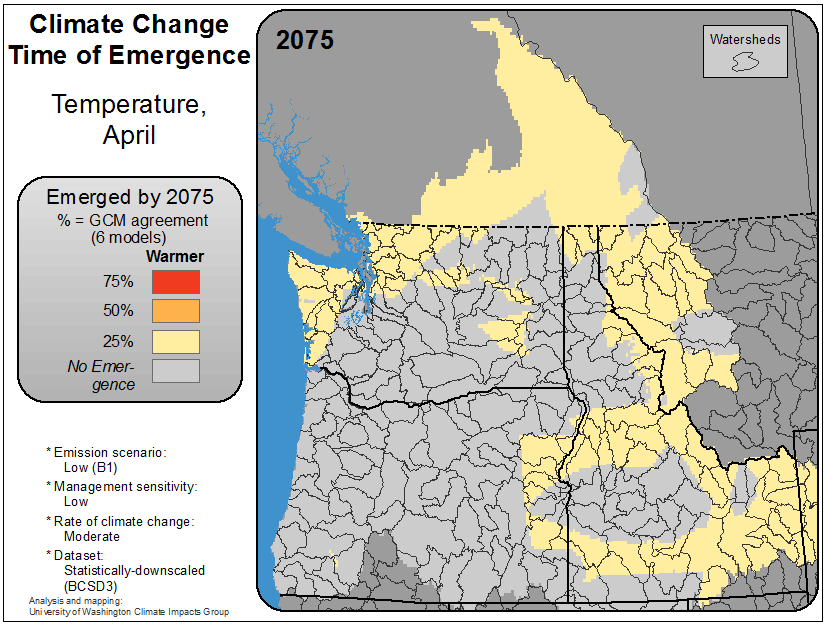 Climate Change
Time of Emergence
Temperature,
April
Emerged by 2075
% = GCM agreement
(6 models)
Warmer
75%
50%
25%
No Emer-
gence
* Emission scenario:
Low (B1)
* Management sensitivity:
Low
* Rate of climate change:
Moderate
* Dataset:
Statistically-downscaled
(BCSD3)
Analysis and mapping:
University of Washington Climate Impacts Group
2075
Watersheds